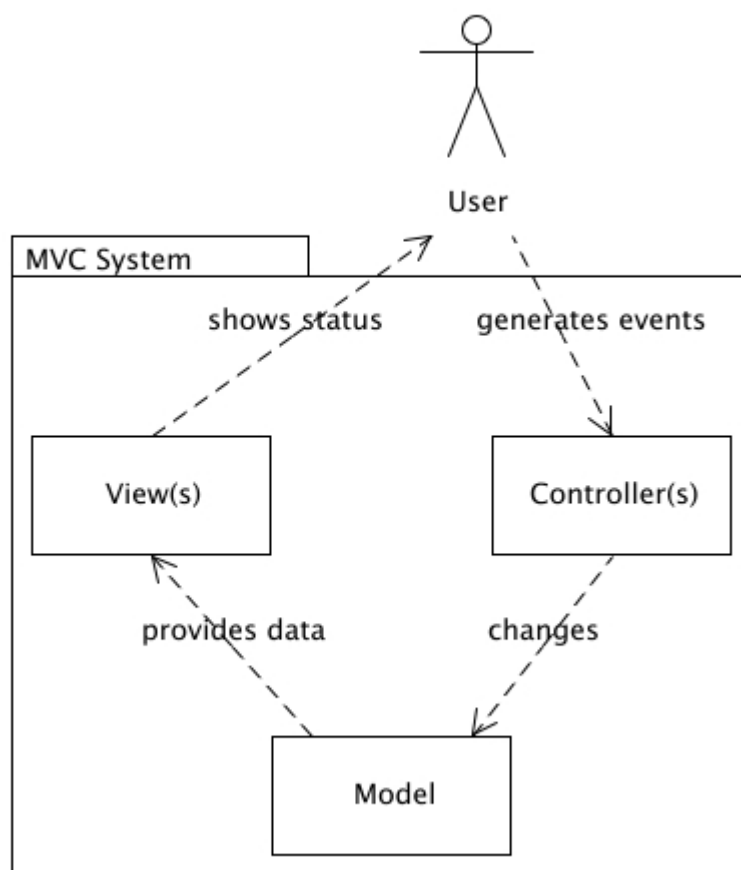 User
MVC System
shows status
generates events
View(s)
Controller(s)
provides data
changes
Model